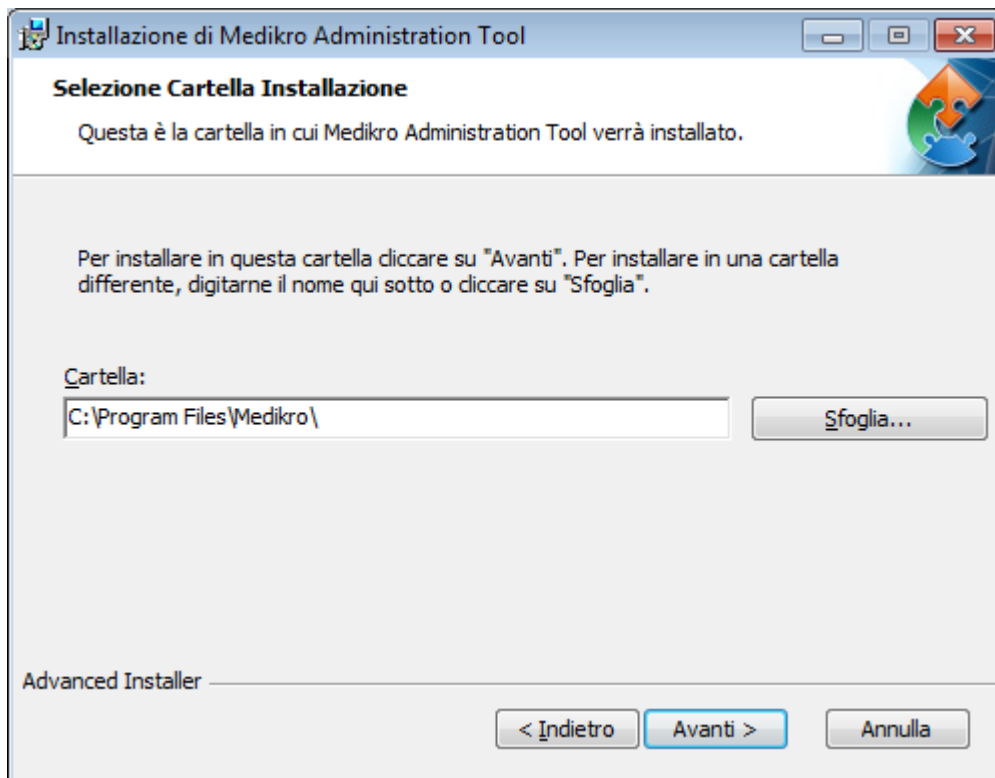 Installazione di Medikro Administration Tool
Selezione Cartella Installazione
Questa è la cartella in cui Medikro Administration Tool verrà installato.
Per installare in questa cartella cliccare su "Avanti". Per installare in una cartella
differente, digitarne il nome qui sotto o cliccare su "Sfoglia".
Cartella:
C:\Program Files\Medikro\
Sfoglia...
Advanced Installer
< Indietro
Avanti >
Annulla